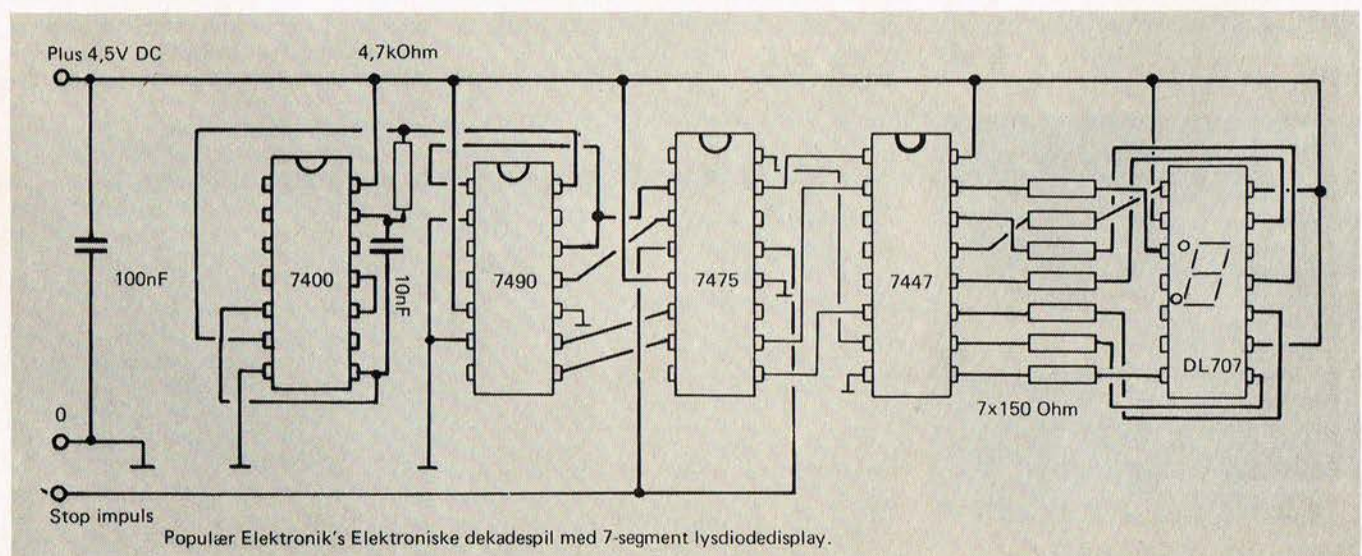 Plus 4,5V DC
4,7kOhm
100nF
7400
10nF
7490
7475
7447
DL707
7x150 Ohm
0
Stop impuls
Populær Elektronik's Elektroniske dekadespil med 7-segment lysdiodedisplay.